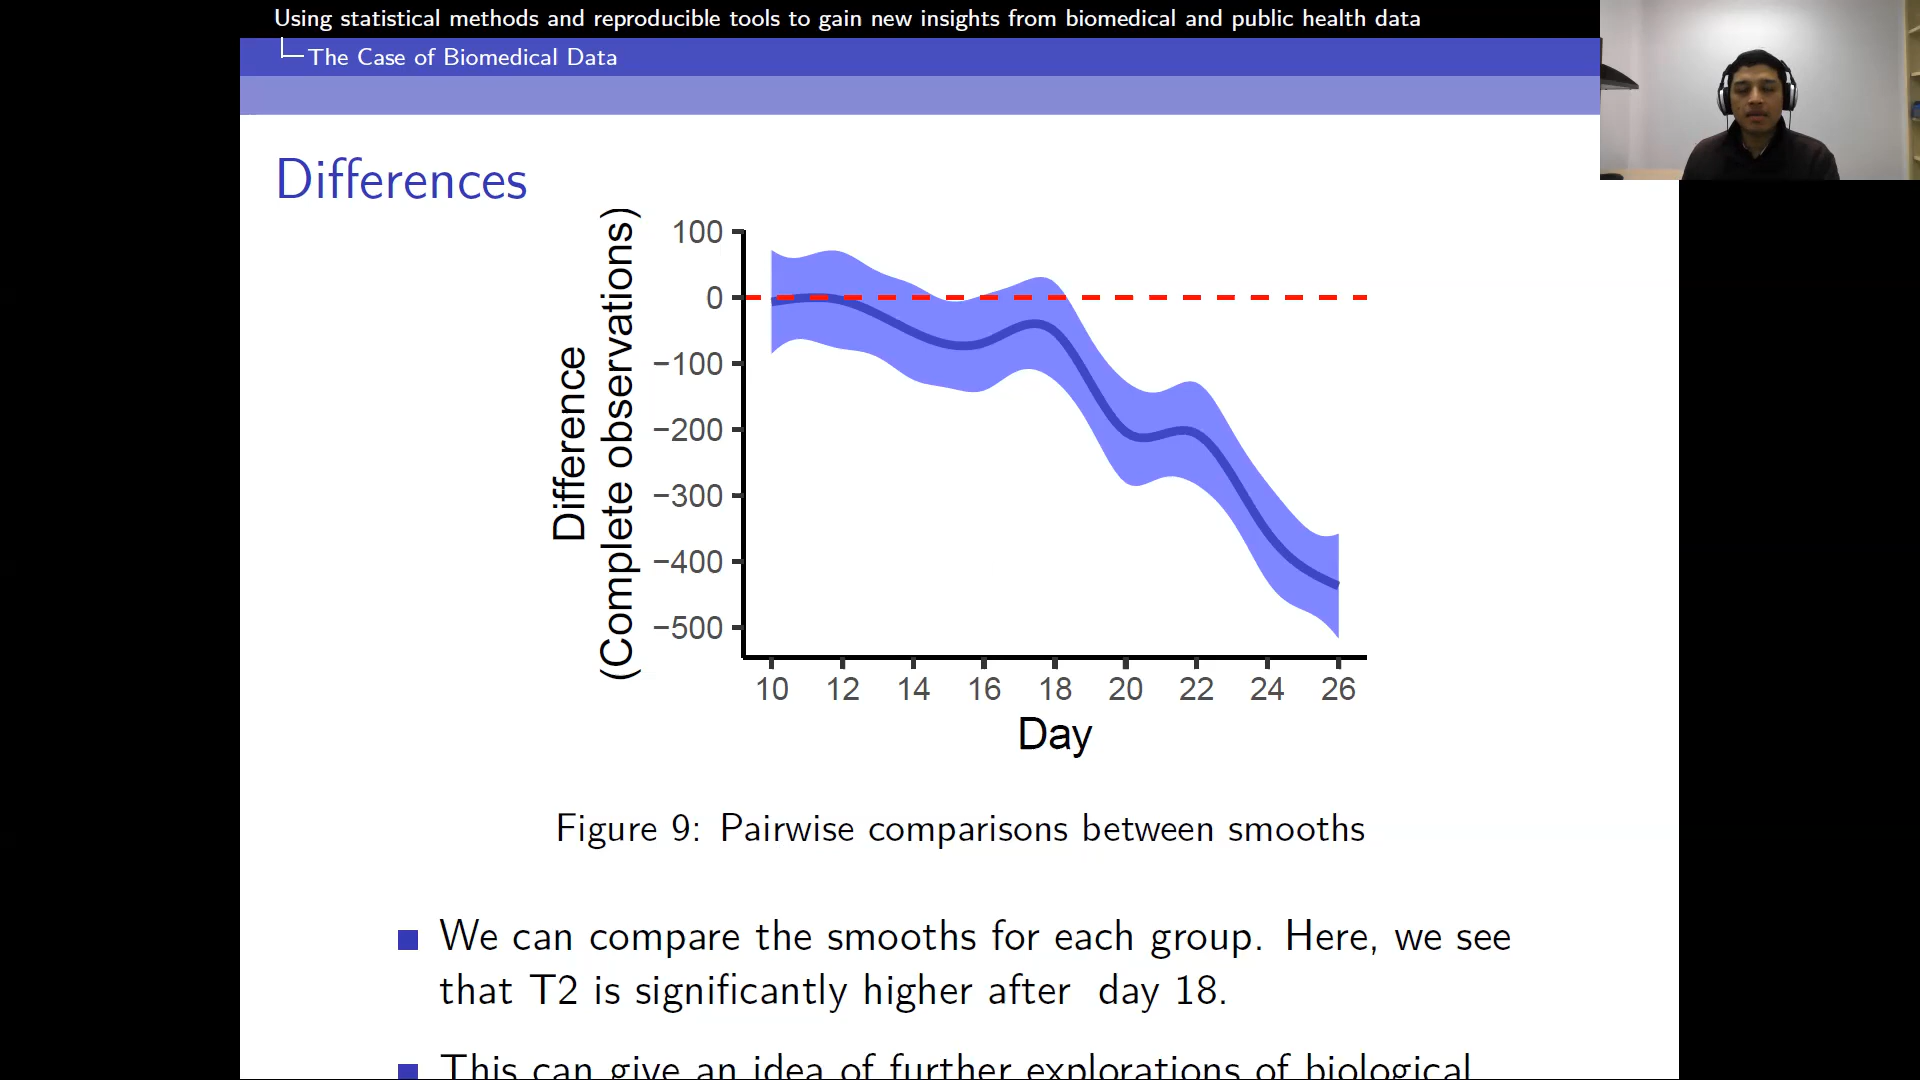 Using statistical methods and reproducible tools to gain new insights from biomedical and public health data
The Case of Biomedical Data
Differences
Difference
(Complete observations)
100
0
−100
−200
−300
−400
−500
10 12 14 16 18 20 22 24 26
Day
Figure 9: Pairwise comparisons between smooths
We can compare the smooths for each group. Here, we see
that T2 is significantly higher after day 18.
This can give an idea of further explorations of biological